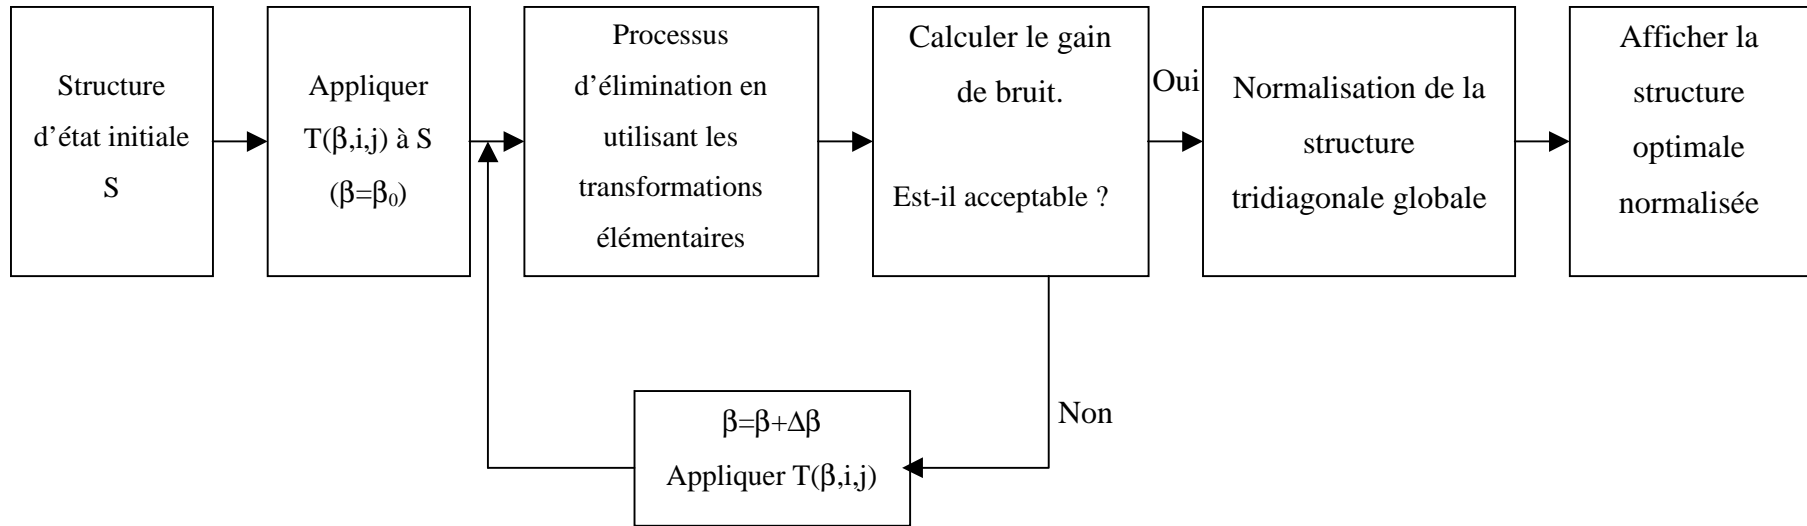 Structure
d'état initiale
S
Appliquer
T(β,i,j) à S
(β=β₀)
Processus
d'élimination en
utilisant les
transformations
élémentaires
Calculer le gain
de bruit.
Est-il acceptable ?
Oui
Normalisation de la
structure
tridiagonale globale
Afficher la
structure
optimale
normalisée
Non
β=β+Δβ
Appliquer T(β,i,j)